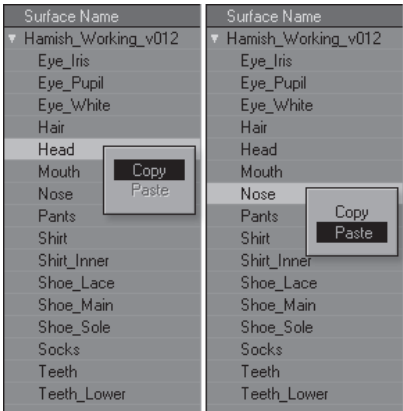 Surface Name
Hamish_Working_v012
Eye_Iris
Eye_Pupil
Eye_White
Hair
Head
Mouth
Nose
Pants
Shirt
Shirt_Inner
Shoe_Lace
Shoe_Main
Shoe_Sole
Socks
Teeth
Teeth_Lower
Copy
Paste
Surface Name
Hamish_Working_v012
Eye_Iris
Eye_Pupil
Eye_White
Hair
Head
Mouth
Nose
Pants
Shirt
Shirt_Inner
Shoe_Lace
Shoe_Main
Shoe_Sole
Socks
Teeth
Teeth_Lower
Copy
Paste